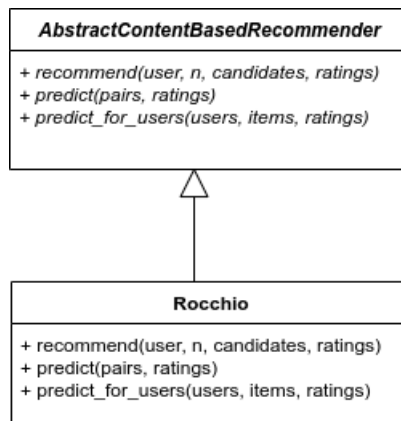 AbstractContentBasedRecommender
+ recommend(user, n, candidates, ratings)
+ predict(pairs, ratings)
+ predict_for_users(users, items, ratings)
Rocchio
+ recommend(user, n, candidates, ratings)
+ predict(pairs, ratings)
+ predict_for_users(users, items, ratings)